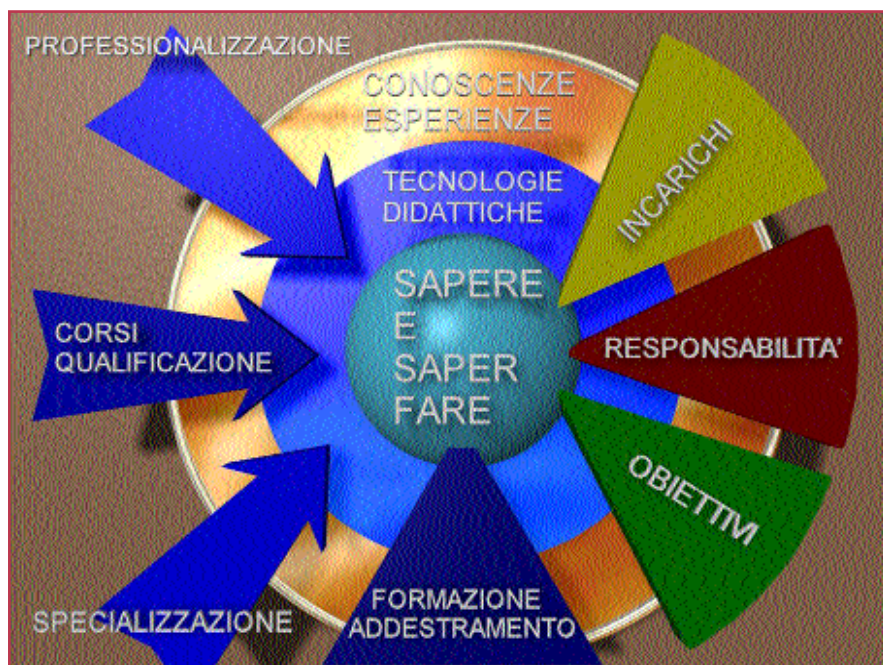 PROFESSIONALIZZAZIONE
CONOSCENZE
ESPERIENZE
TECNOLOGIE
DIDATTICHE
INCARICHI
SAPERE
E
SAPER
FARE
CORSI
QUALIFICAZIONE
RESPONSABILITA'
OBIETTIVI
SPECIALIZZAZIONE
FORMAZIONE
ADDESTRAMENTO